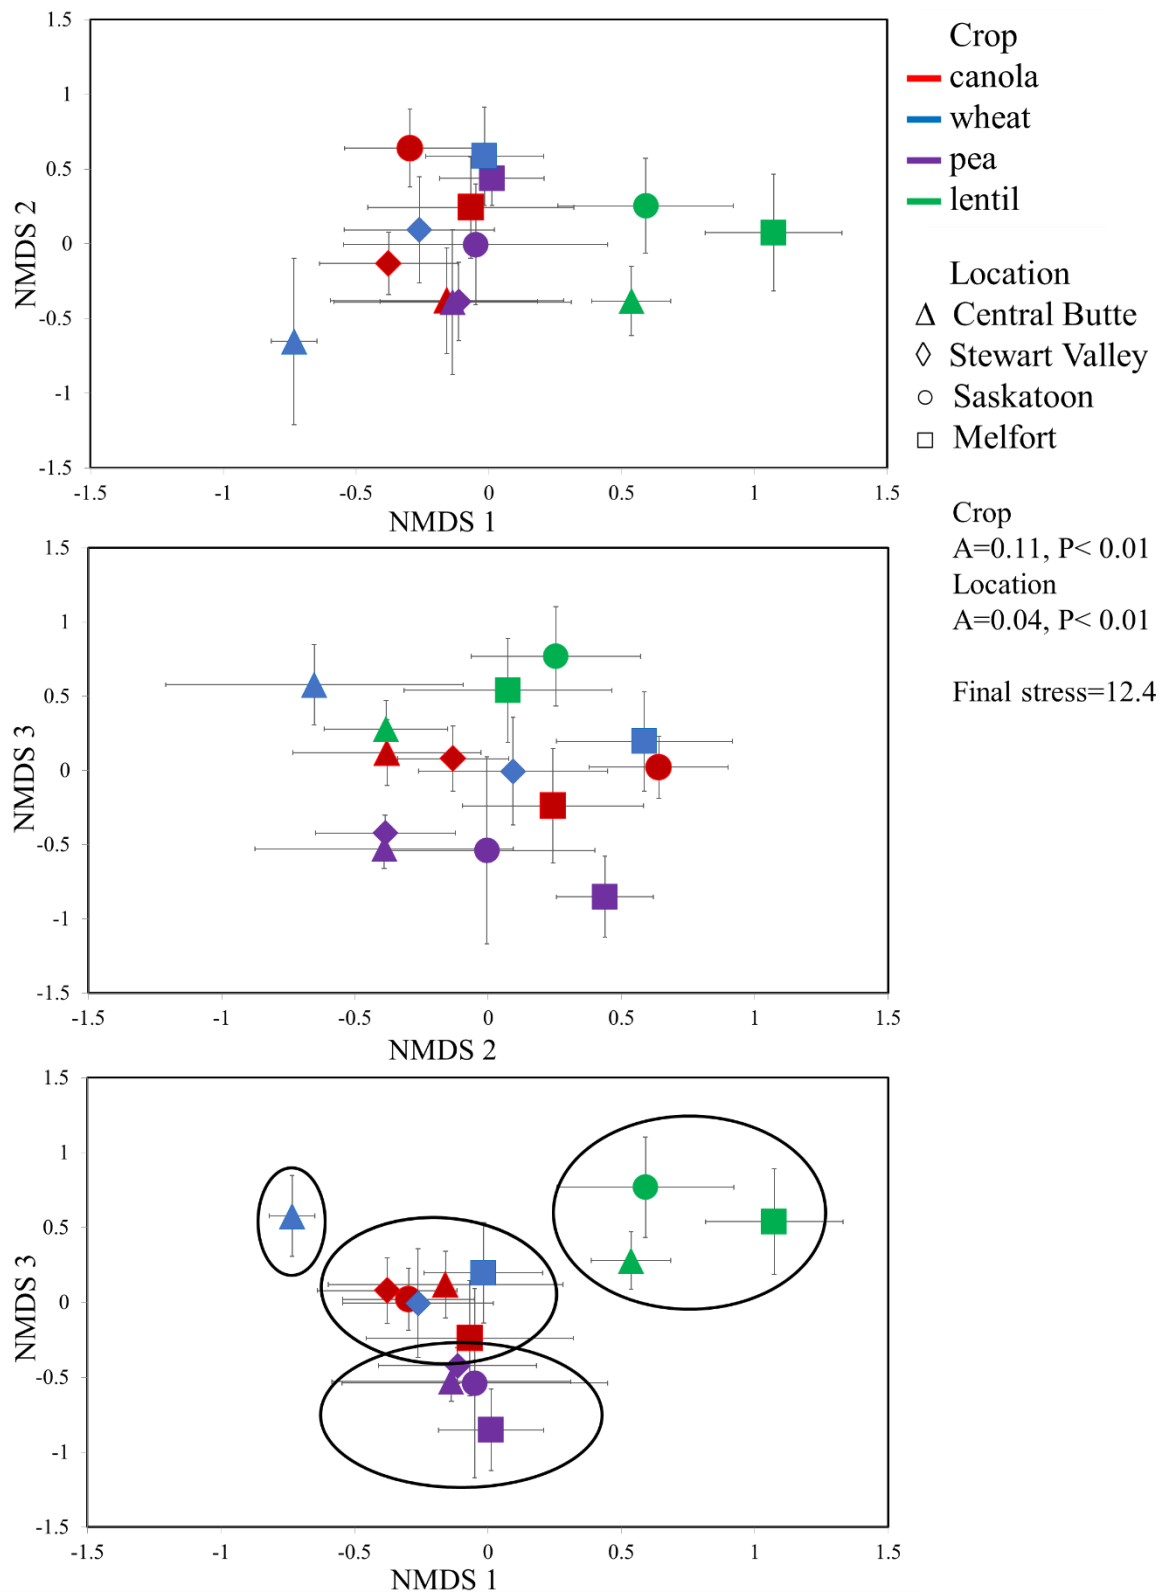 1.5
1
0.5
0
-0.5
-1
-1.5
NMDS 2
-1.5
-1
-0.5
0
0.5
1
1.5
NMDS 1
Crop
canola
wheat
pea
lentil
Location
Central Butte
Stewart Valley
Saskatoon
Melfort
Crop
A=0.11, P< 0.01
Location
A=0.04, P< 0.01
Final stress=12.4
1.5
1
0.5
0
-0.5
-1
-1.5
NMDS 3
-1.5
-1
-0.5
0
0.5
1
1.5
NMDS 2
1.5
1
0.5
0
-0.5
-1
-1.5
NMDS 3
-1.5
-1
-0.5
0
0.5
1
1.5
NMDS 1